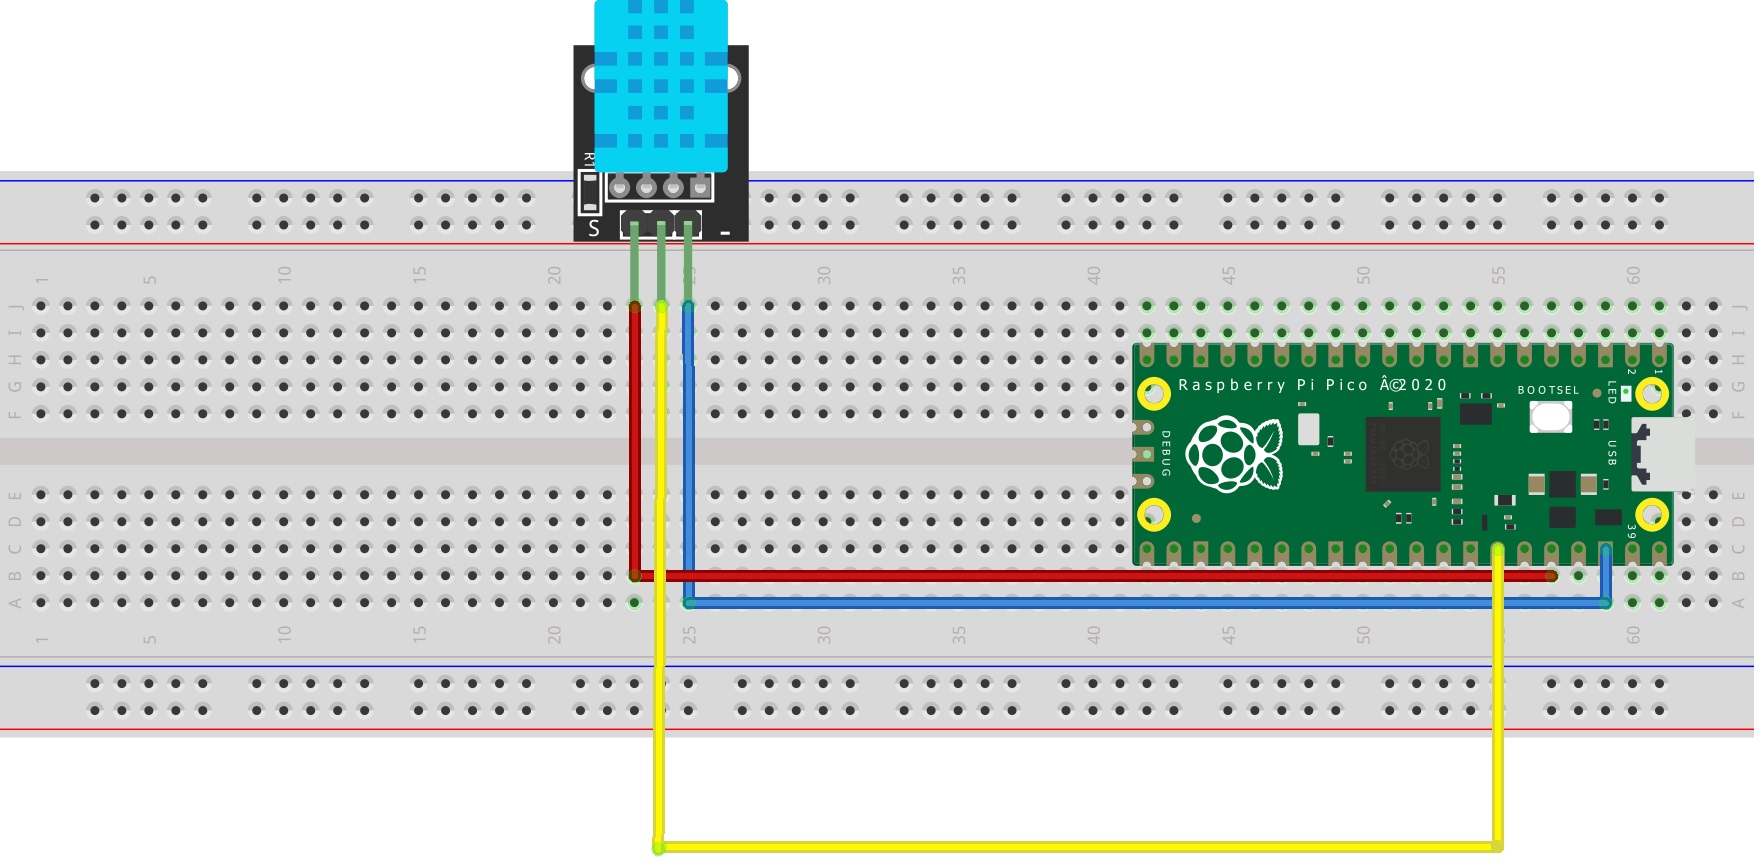 R1
S -
1 5 10 15 20 25 30 35 40 45 50 55 60
J J
I I
H H
G G
F F
2 1
Raspberry Pi Pico Â©2020
BOOTSEL
LED
DEBUG
USB
39
E E
D D
C C
B B
A A
1 5 10 15 20 25 30 35 40 45 50 60